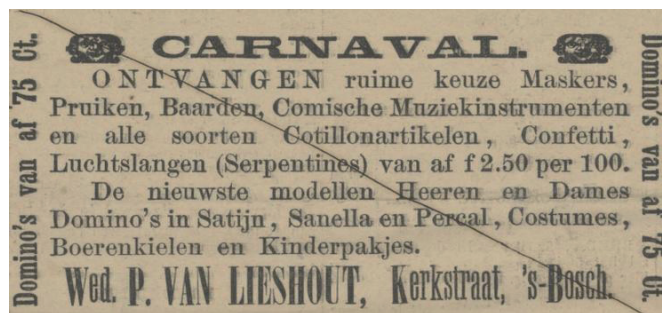 Domino's van af 75 Ct.
CARNAVAL.
ONTVANGEN ruime keuze Maskers,
Pruiken, Baarden, Comische Muziekinstrumenten
en alle soorten Cotillonartikelen, Confetti,
Luchtslangen (Serpentines) van af f 2.50 per 100.
De nieuwste modellen Heeren en Dames
Domino's in Satijn, Sanella en Percal, Costumes,
Boerenkielen en Kinderpakjes.
Wed. P. VAN LIESHOUT, Kerkstraat, 's-Bosch.
Domino's van af 75 Ct.